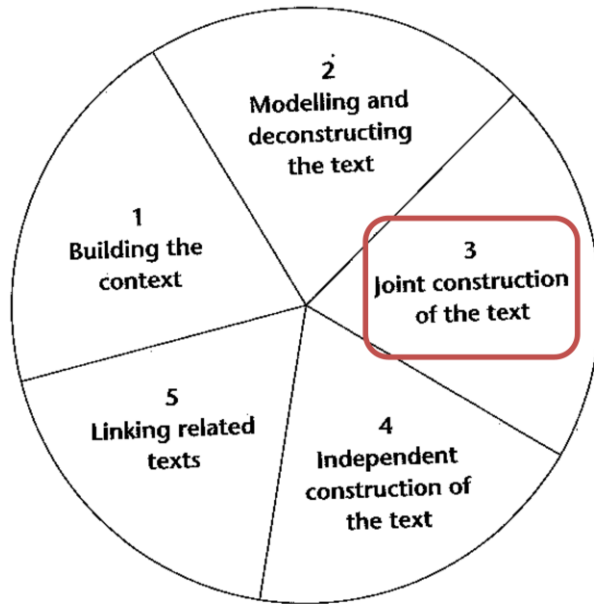 1
Building the
context
2
Modelling and
deconstructing
the text
3
Joint construction
of the text
4
Independent
construction of
the text
5
Linking related
texts